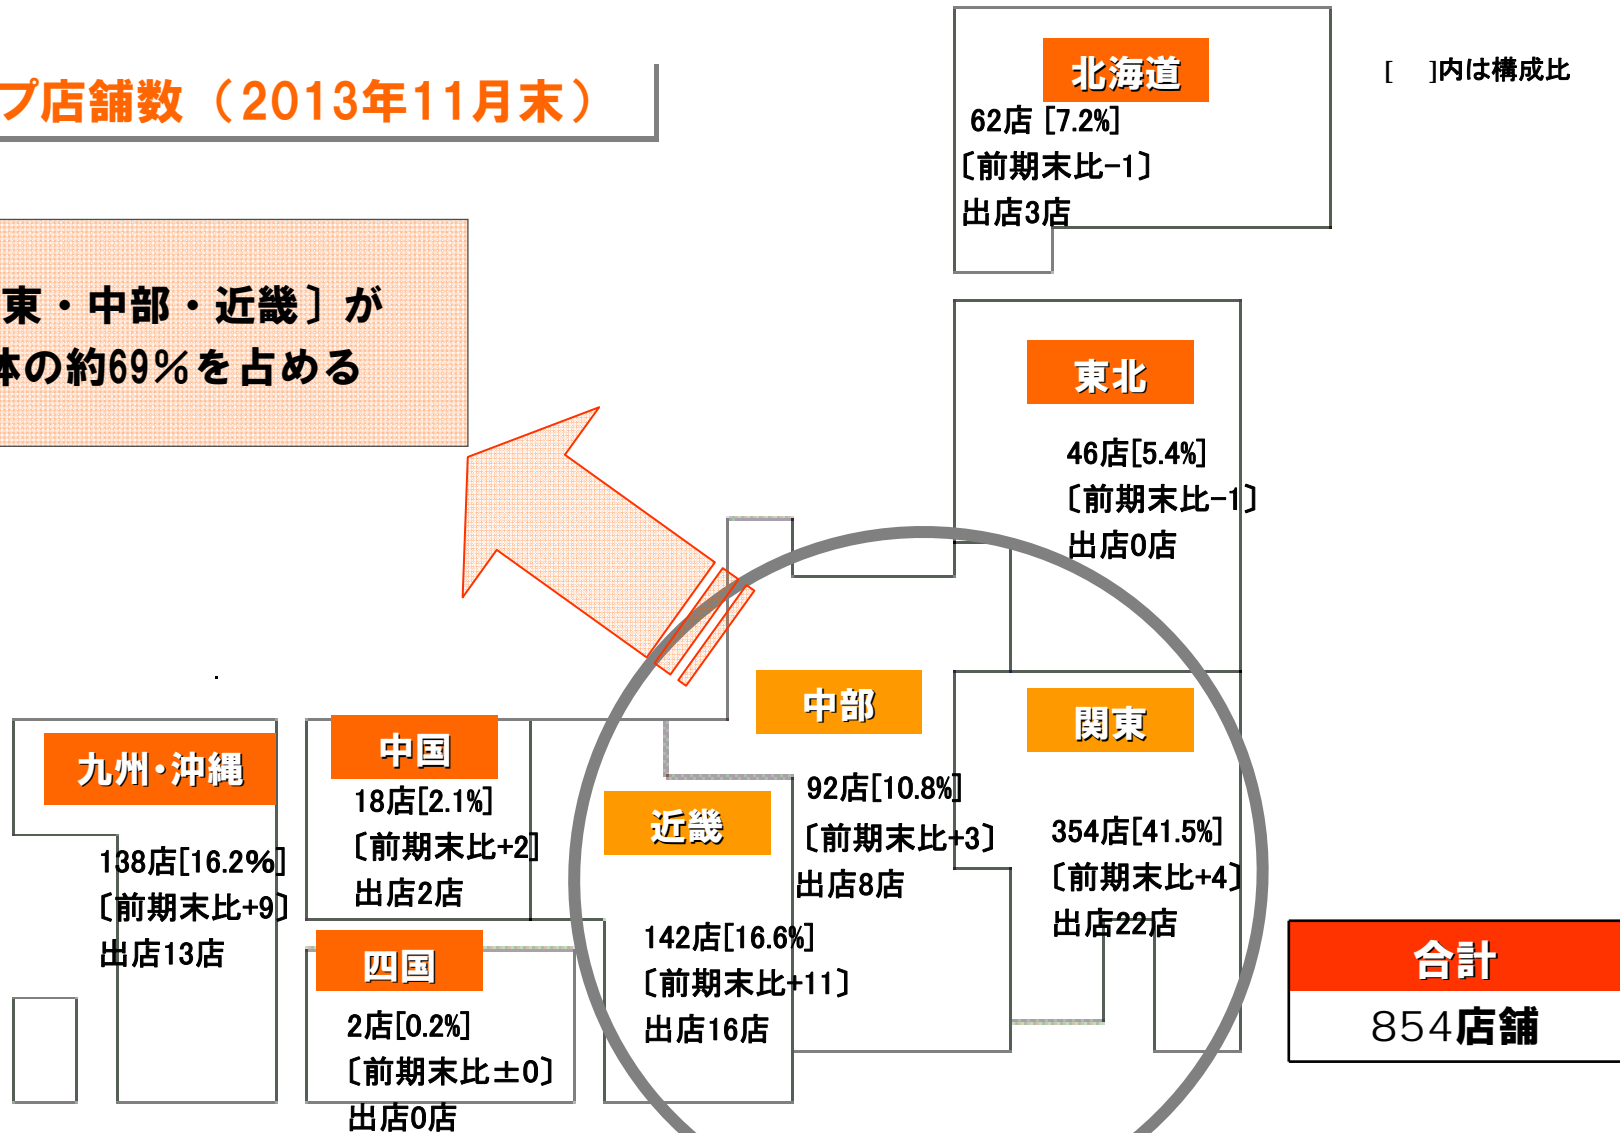 プ店舗数（2013年11月末）
[　]内は構成比
北海道
62店 [7.2%]
〔前期末比−1〕
出店3店
東・中部・近畿〕が
体の約69％を占める
東北
46店[5.4%]
〔前期末比−1〕
出店0店
中部
92店[10.8%]
〔前期末比+3〕
出店8店
関東
354店[41.5%]
〔前期末比+4〕
出店22店
近畿
142店[16.6%]
〔前期末比+11〕
出店16店
中国
18店[2.1%]
〔前期末比+2〕
出店2店
四国
2店[0.2%]
〔前期末比±0〕
出店0店
九州・沖縄
138店[16.2%]
〔前期末比+9〕
出店13店
合計
854店舗